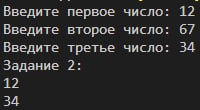 Введите первое число: 12
Введите второе число: 67
Введите третье число: 34
Задание 2:
12
34